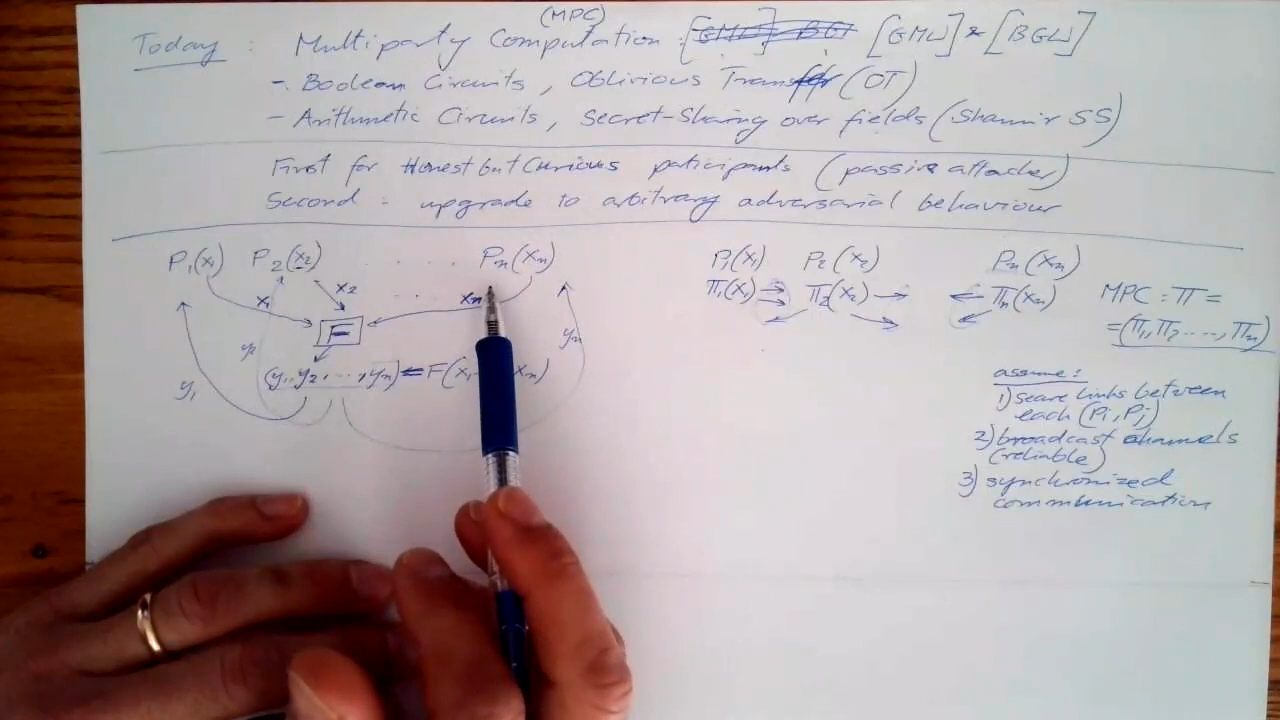 (MPC)
Today : Multiparty Computation : [GMW] & [BGW]
- Boolean Circuits, Oblivious Transfer (OT)
- Arithmetic Circuits, Secret-Sharing over fields (Shamir SS)
First for Honest but Curious participants (passive attacker)
Second : upgrade to arbitrary adversarial behaviour
P1(x1) P2(x2) . . . . Pn(xn)
x1 x2 . . . xn
F
y1 y2 yn
(y1, y2, ..., yn) = F(x1 xn)
P1(x1) P2(x2) Pn(xn)
Π1(x1) Π2(x2) Πn(xn)
MPC : Π =
= (Π1, Π2, ..., Πn)
assume :
1) secure links between
each (Pi, Pj)
2) broadcast channels
(reliable)
3) synchronized
communication